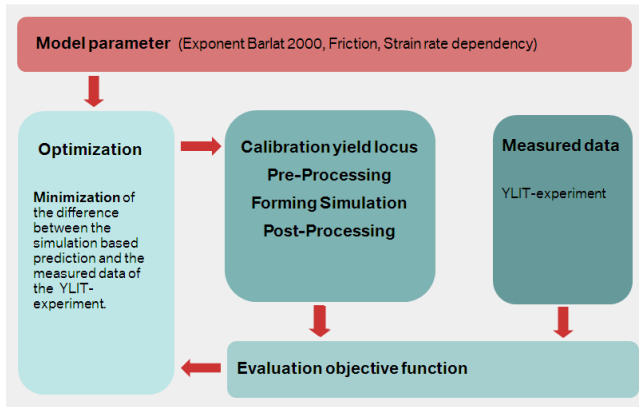 Model parameter (Exponent Barlat 2000, Friction, Strain rate dependency)
Optimization
Minimization of
the difference
between the
simulation based
prediction and the
measured data of
the YLIT-
experiment.
Calibration yield locus
Pre-Processing
Forming Simulation
Post-Processing
Measured data
YLIT-experiment
Evaluation objective function